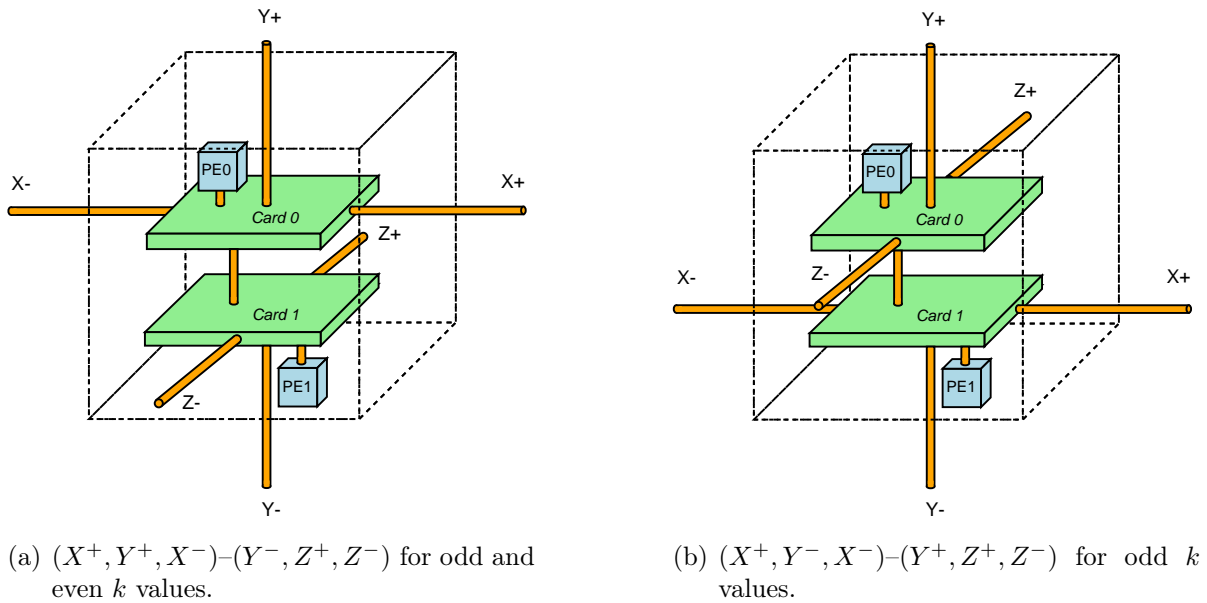 Y+
PE0
X-
X+
Card 0
Z+
Card 1
PE1
Z-
Y-
(a) (X⁺, Y⁺, X⁻)–(Y⁻, Z⁺, Z⁻) for odd and
even k values.
Y+
Z+
PE0
Card 0
Z-
X-
X+
Card 1
PE1
Y-
(b) (X⁺, Y⁻, X⁻)–(Y⁺, Z⁺, Z⁻) for odd k
values.